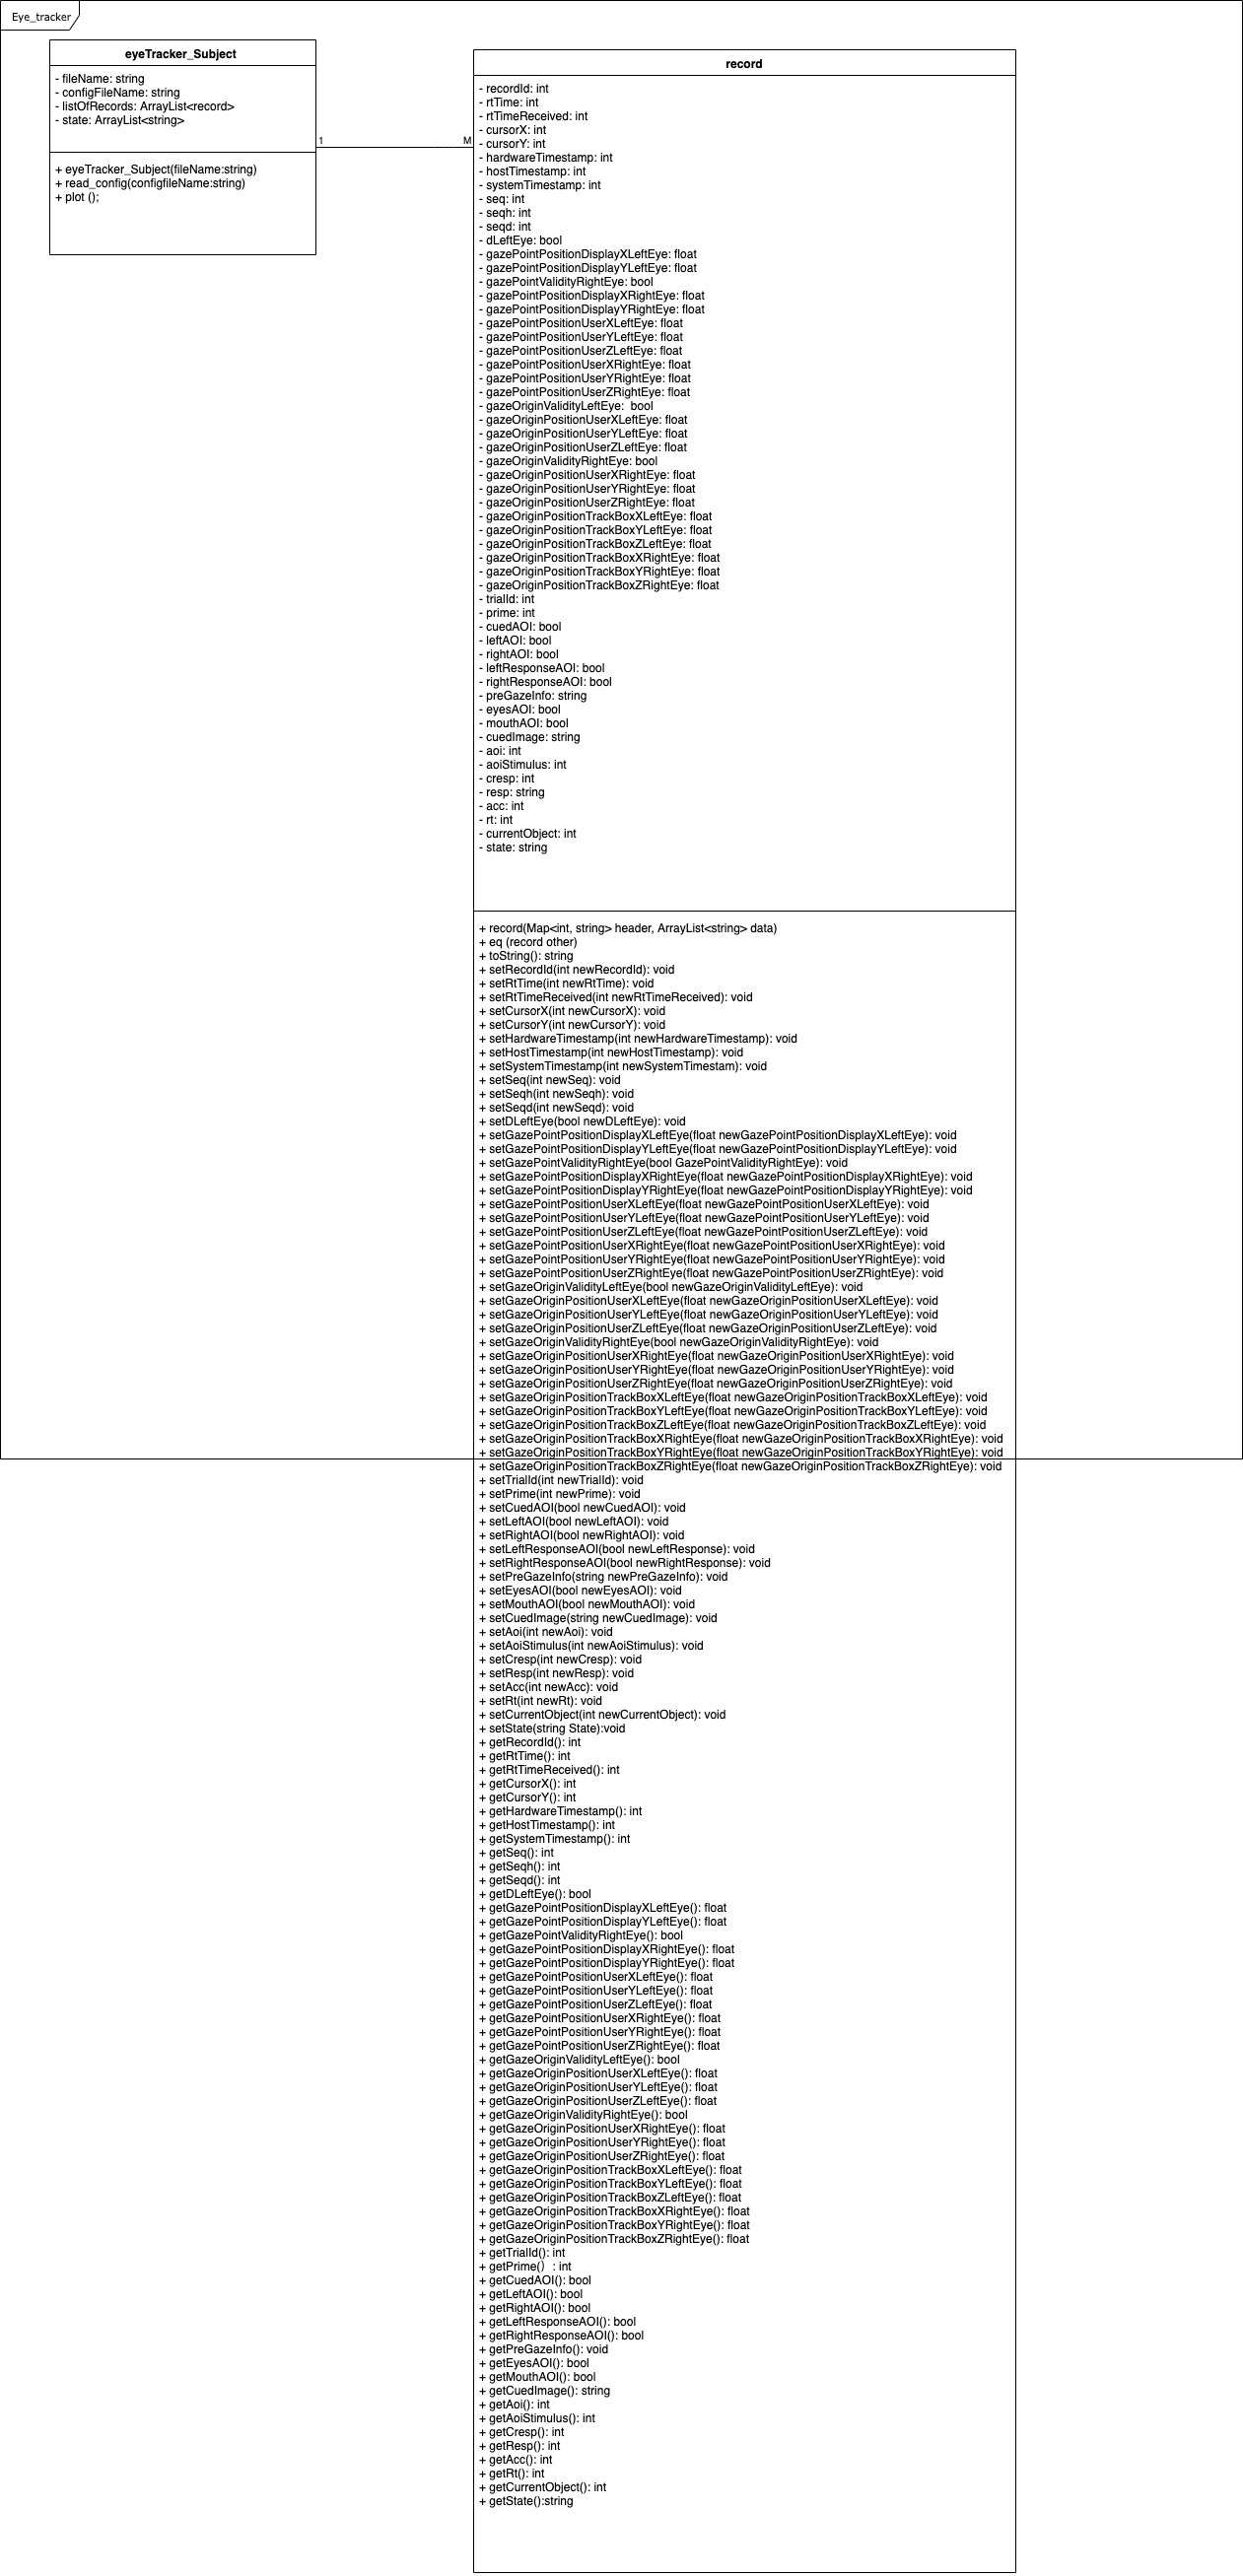 Eye_tracker
eyeTracker_Subject
- fileName: string
- configFileName: string
- listOfRecords: ArrayList<record>
- state: ArrayList<string>
+ eyeTracker_Subject(fileName:string)
+ read_config(configfileName:string)
+ plot ();
1
M
record
- recordId: int
- rtTime: int
- rtTimeReceived: int
- cursorX: int
- cursorY: int
- hardwareTimestamp: int
- hostTimestamp: int
- systemTimestamp: int
- seq: int
- seqh: int
- seqd: int
- dLeftEye: bool
- gazePointPositionDisplayXLeftEye: float
- gazePointPositionDisplayYLeftEye: float
- gazePointValidityRightEye: bool
- gazePointPositionDisplayXRightEye: float
- gazePointPositionDisplayYRightEye: float
- gazePointPositionUserXLeftEye: float
- gazePointPositionUserYLeftEye: float
- gazePointPositionUserZLeftEye: float
- gazePointPositionUserXRightEye: float
- gazePointPositionUserYRightEye: float
- gazePointPositionUserZRightEye: float
- gazeOriginValidityLeftEye:  bool
- gazeOriginPositionUserXLeftEye: float
- gazeOriginPositionUserYLeftEye: float
- gazeOriginPositionUserZLeftEye: float
- gazeOriginValidityRightEye: bool
- gazeOriginPositionUserXRightEye: float
- gazeOriginPositionUserYRightEye: float
- gazeOriginPositionUserZRightEye: float
- gazeOriginPositionTrackBoxXLeftEye: float
- gazeOriginPositionTrackBoxYLeftEye: float
- gazeOriginPositionTrackBoxZLeftEye: float
- gazeOriginPositionTrackBoxXRightEye: float
- gazeOriginPositionTrackBoxYRightEye: float
- gazeOriginPositionTrackBoxZRightEye: float
- trialId: int
- prime: int
- cuedAOI: bool
- leftAOI: bool
- rightAOI: bool
- leftResponseAOI: bool
- rightResponseAOI: bool
- preGazeInfo: string
- eyesAOI: bool
- mouthAOI: bool
- cuedImage: string
- aoi: int
- aoiStimulus: int
- cresp: int
- resp: string
- acc: int
- rt: int
- currentObject: int
- state: string
+ record(Map<int, string> header, ArrayList<string> data)
+ eq (record other)
+ toString(): string
+ setRecordId(int newRecordId): void
+ setRtTime(int newRtTime): void
+ setRtTimeReceived(int newRtTimeReceived): void
+ setCursorX(int newCursorX): void
+ setCursorY(int newCursorY): void
+ setHardwareTimestamp(int newHardwareTimestamp): void
+ setHostTimestamp(int newHostTimestamp): void
+ setSystemTimestamp(int newSystemTimestam): void
+ setSeq(int newSeq): void
+ setSeqh(int newSeqh): void
+ setSeqd(int newSeqd): void
+ setDLeftEye(bool newDLeftEye): void
+ setGazePointPositionDisplayXLeftEye(float newGazePointPositionDisplayXLeftEye): void
+ setGazePointPositionDisplayYLeftEye(float newGazePointPositionDisplayYLeftEye): void
+ setGazePointValidityRightEye(bool GazePointValidityRightEye): void
+ setGazePointPositionDisplayXRightEye(float newGazePointPositionDisplayXRightEye): void
+ setGazePointPositionDisplayYRightEye(float newGazePointPositionDisplayYRightEye): void
+ setGazePointPositionUserXLeftEye(float newGazePointPositionUserXLeftEye): void
+ setGazePointPositionUserYLeftEye(float newGazePointPositionUserYLeftEye): void
+ setGazePointPositionUserZLeftEye(float newGazePointPositionUserZLeftEye): void
+ setGazePointPositionUserXRightEye(float newGazePointPositionUserXRightEye): void
+ setGazePointPositionUserYRightEye(float newGazePointPositionUserYRightEye): void
+ setGazePointPositionUserZRightEye(float newGazePointPositionUserZRightEye): void
+ setGazeOriginValidityLeftEye(bool newGazeOriginValidityLeftEye): void
+ setGazeOriginPositionUserXLeftEye(float newGazeOriginPositionUserXLeftEye): void
+ setGazeOriginPositionUserYLeftEye(float newGazeOriginPositionUserYLeftEye): void
+ setGazeOriginPositionUserZLeftEye(float newGazeOriginPositionUserZLeftEye): void
+ setGazeOriginValidityRightEye(bool newGazeOriginValidityRightEye): void
+ setGazeOriginPositionUserXRightEye(float newGazeOriginPositionUserXRightEye): void
+ setGazeOriginPositionUserYRightEye(float newGazeOriginPositionUserYRightEye): void
+ setGazeOriginPositionUserZRightEye(float newGazeOriginPositionUserZRightEye): void
+ setGazeOriginPositionTrackBoxXLeftEye(float newGazeOriginPositionTrackBoxXLeftEye): void
+ setGazeOriginPositionTrackBoxYLeftEye(float newGazeOriginPositionTrackBoxYLeftEye): void
+ setGazeOriginPositionTrackBoxZLeftEye(float newGazeOriginPositionTrackBoxZLeftEye): void
+ setGazeOriginPositionTrackBoxXRightEye(float newGazeOriginPositionTrackBoxXRightEye): void
+ setGazeOriginPositionTrackBoxYRightEye(float newGazeOriginPositionTrackBoxYRightEye): void
+ setGazeOriginPositionTrackBoxZRightEye(float newGazeOriginPositionTrackBoxZRightEye): void
+ setTrialId(int newTrialId): void
+ setPrime(int newPrime): void
+ setCuedAOI(bool newCuedAOI): void
+ setLeftAOI(bool newLeftAOI): void
+ setRightAOI(bool newRightAOI): void
+ setLeftResponseAOI(bool newLeftResponse): void
+ setRightResponseAOI(bool newRightResponse): void
+ setPreGazeInfo(string newPreGazeInfo): void
+ setEyesAOI(bool newEyesAOI): void
+ setMouthAOI(bool newMouthAOI): void
+ setCuedImage(string newCuedImage): void
+ setAoi(int newAoi): void
+ setAoiStimulus(int newAoiStimulus): void
+ setCresp(int newCresp): void
+ setResp(int newResp): void
+ setAcc(int newAcc): void
+ setRt(int newRt): void
+ setCurrentObject(int newCurrentObject): void
+ setState(string State):void
+ getRecordId(): int
+ getRtTime(): int
+ getRtTimeReceived(): int
+ getCursorX(): int
+ getCursorY(): int
+ getHardwareTimestamp(): int
+ getHostTimestamp(): int
+ getSystemTimestamp(): int
+ getSeq(): int
+ getSeqh(): int
+ getSeqd(): int
+ getDLeftEye(): bool
+ getGazePointPositionDisplayXLeftEye(): float
+ getGazePointPositionDisplayYLeftEye(): float
+ getGazePointValidityRightEye(): bool
+ getGazePointPositionDisplayXRightEye(): float
+ getGazePointPositionDisplayYRightEye(): float
+ getGazePointPositionUserXLeftEye(): float
+ getGazePointPositionUserYLeftEye(): float
+ getGazePointPositionUserZLeftEye(): float
+ getGazePointPositionUserXRightEye(): float
+ getGazePointPositionUserYRightEye(): float
+ getGazePointPositionUserZRightEye(): float
+ getGazeOriginValidityLeftEye(): bool
+ getGazeOriginPositionUserXLeftEye(): float
+ getGazeOriginPositionUserYLeftEye(): float
+ getGazeOriginPositionUserZLeftEye(): float
+ getGazeOriginValidityRightEye(): bool
+ getGazeOriginPositionUserXRightEye(): float
+ getGazeOriginPositionUserYRightEye(): float
+ getGazeOriginPositionUserZRightEye(): float
+ getGazeOriginPositionTrackBoxXLeftEye(): float
+ getGazeOriginPositionTrackBoxYLeftEye(): float
+ getGazeOriginPositionTrackBoxZLeftEye(): float
+ getGazeOriginPositionTrackBoxXRightEye(): float
+ getGazeOriginPositionTrackBoxYRightEye(): float
+ getGazeOriginPositionTrackBoxZRightEye(): float
+ getTrialId(): int
+ getPrime()  : int
+ getCuedAOI(): bool
+ getLeftAOI(): bool
+ getRightAOI(): bool
+ getLeftResponseAOI(): bool
+ getRightResponseAOI(): bool
+ getPreGazeInfo(): void
+ getEyesAOI(): bool
+ getMouthAOI(): bool
+ getCuedImage(): string
+ getAoi(): int
+ getAoiStimulus(): int
+ getCresp(): int
+ getResp(): int
+ getAcc(): int
+ getRt(): int
+ getCurrentObject(): int
+ getState():string